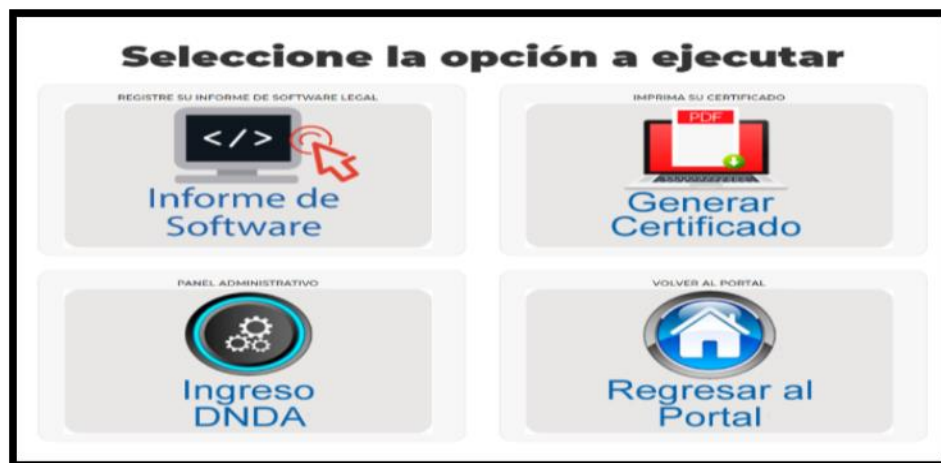 Seleccione la opción a ejecutar
REGISTRE SU INFORME DE SOFTWARE LEGAL
</>
Informe de
Software
IMPRIMA SU CERTIFICADO
PDF
Generar
Certificado
PANEL ADMINISTRATIVO
Ingreso
DNDA
VOLVER AL PORTAL
Regresar al
Portal